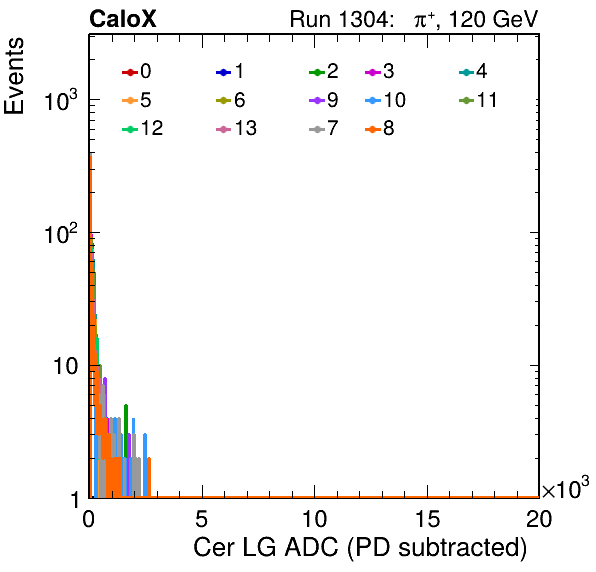 CaloX Run 1304: π⁺, 120 GeV
Events
0 1 2 3 4
5 6 9 10 11
12 13 7 8
10³
10²
10
1
0 5 10 15 20 ×10³
Cer LG ADC (PD subtracted)